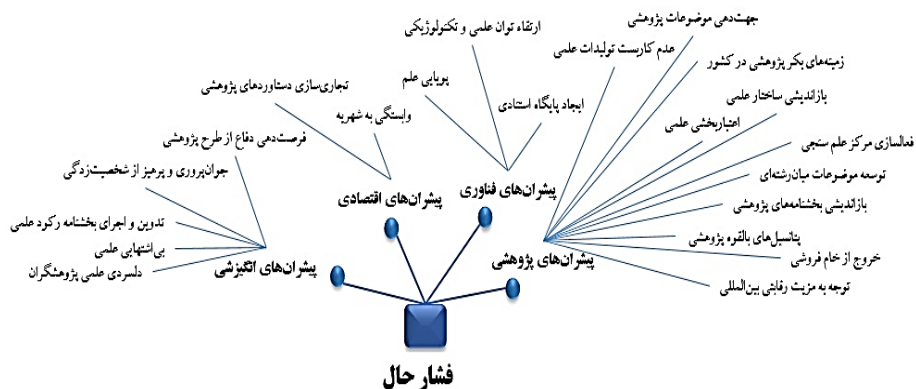 جهت‌دهی موضوعات پژوهشی
عدم کاربست تولیدات علمی
زمینه‌های بکر پژوهشی در کشور
بازاندیشی ساختار علمی
اعتباربخشی علمی
فعالسازی مرکز علم سنجی
توسعه موضوعات میان‌رشته‌ای
بازاندیشی بخشنامه‌های پژوهشی
پتانسیل‌های بالقوه پژوهشی
خروج از خام فروشی
توجه به مزیت رقابتی بین‌المللی
پیشران‌های پژوهشی
ارتقاء توان علمی و تکنولوژیکی
پویایی علم
ایجاد پایگاه استنادی
پیشران‌های فناوری
تجاری‌سازی دستاوردهای پژوهشی
وابستگی به شهریه
پیشران‌های اقتصادی
فرصت‌دهی دفاع از طرح پژوهشی
جوان‌پروری و پرهیز از شخصیت‌زدگی
تدوین و اجرای بخشنامه رکود علمی
بی‌اشتهایی علمی
دلسردی علمی پژوهشگران
پیشران‌های انگیزشی
فشار حال